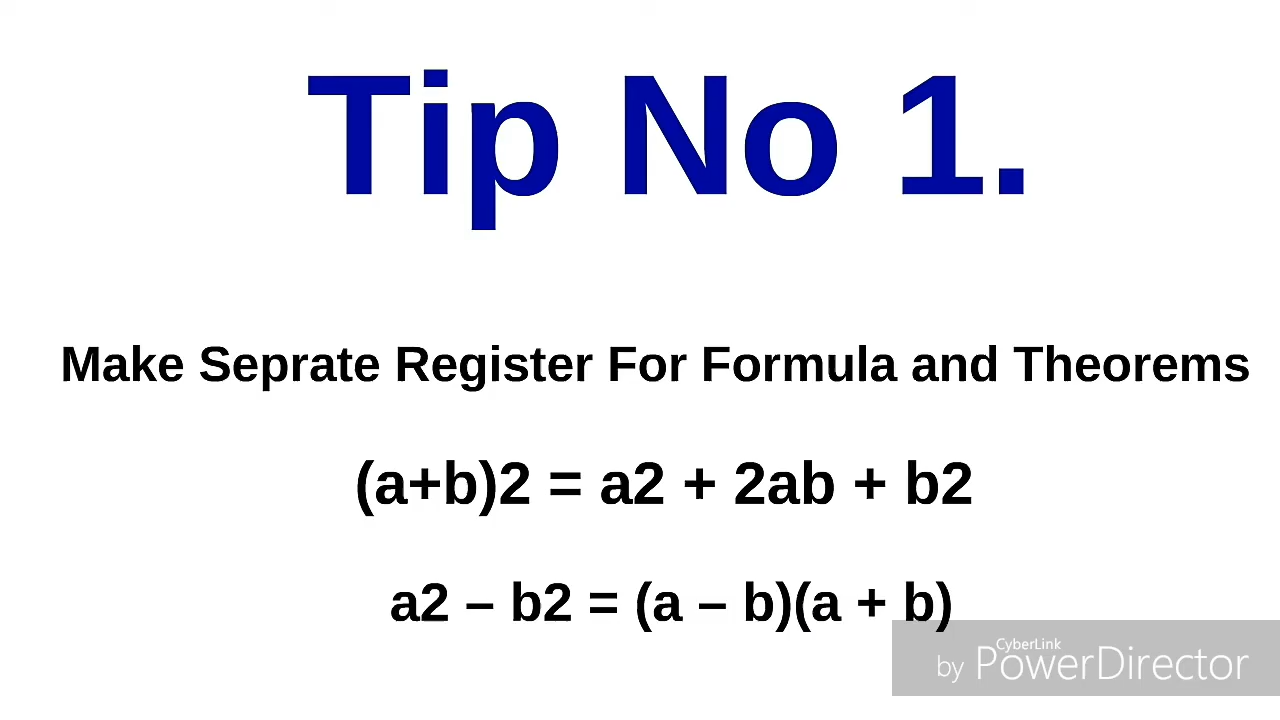 Tip No 1.
Make Seprate Register For Formula and Theorems
(a+b)2 = a2 + 2ab + b2
a2 – b2 = (a – b)(a + b)
CyberLink
by PowerDirector